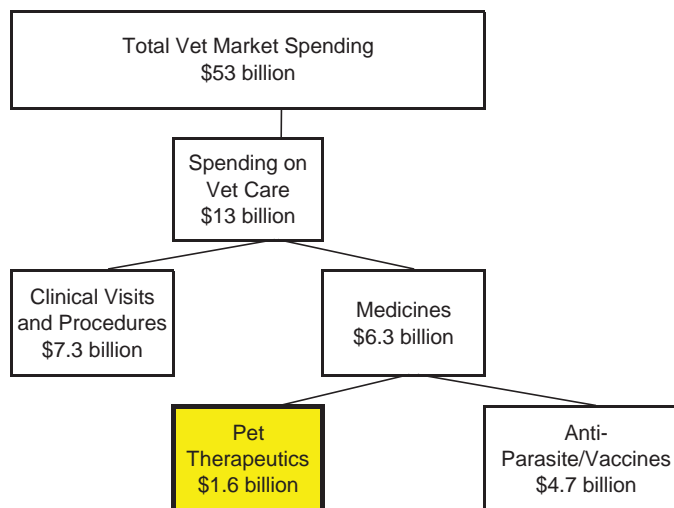 Total Vet Market Spending
$53 billion
Spending on
Vet Care
$13 billion
Clinical Visits
and Procedures
$7.3 billion
Medicines
$6.3 billion
Pet
Therapeutics
$1.6 billion
Anti-
Parasite/Vaccines
$4.7 billion